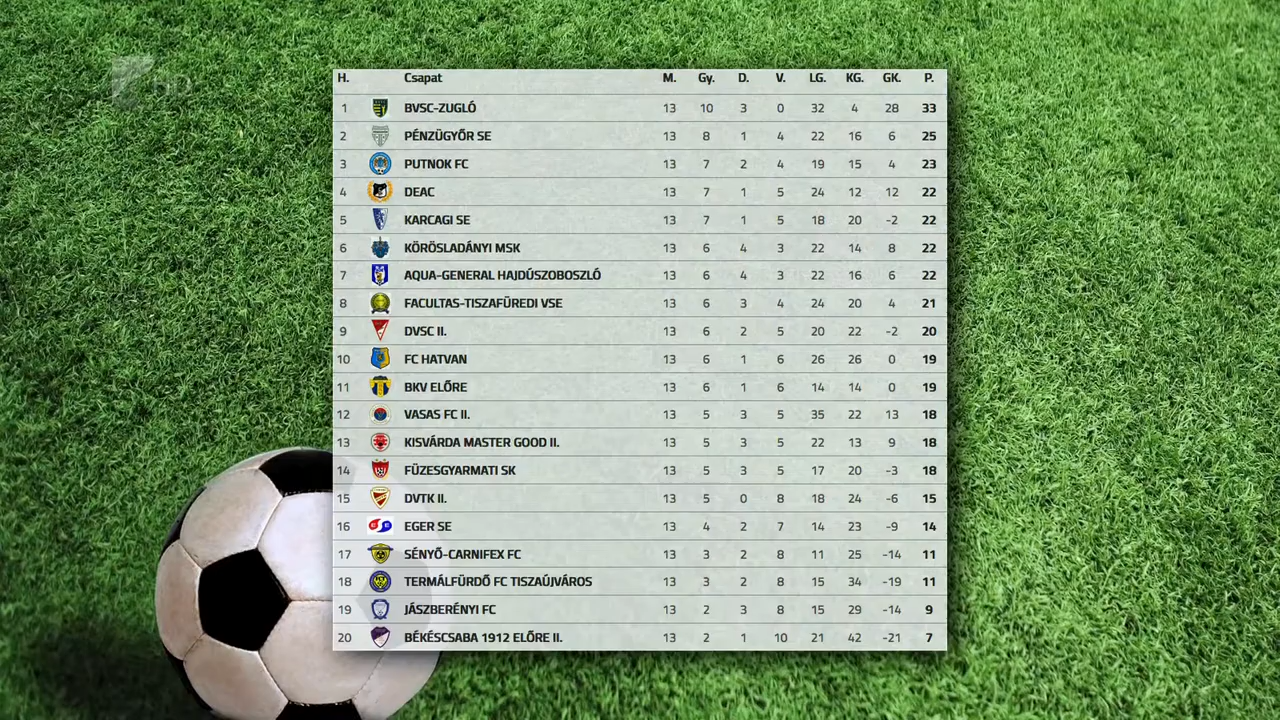 H. Csapat M. Gy. D. V. LG. KG. GK. P.
1 BVSC-ZUGLÓ 13 10 3 0 32 4 28 33
2 PÉNZÜGYŐR SE 13 8 1 4 22 16 6 25
3 PUTNOK FC 13 7 2 4 19 15 4 23
4 DEAC 13 7 1 5 24 12 12 22
5 KARCAGI SE 13 7 1 5 18 20 -2 22
6 KÖRÖSLADÁNYI MSK 13 6 4 3 22 14 8 22
7 AQUA-GENERAL HAJDÚSZOBOSZLÓ 13 6 4 3 22 16 6 22
8 FACULTAS-TISZAFÜREDI VSE 13 6 3 4 24 20 4 21
9 DVSC II. 13 6 2 5 20 22 -2 20
10 FC HATVAN 13 6 1 6 26 26 0 19
11 BKV ELŐRE 13 6 1 6 14 14 0 19
12 VASAS FC II. 13 5 3 5 35 22 13 18
13 KISVÁRDA MASTER GOOD II. 13 5 3 5 22 13 9 18
14 FÜZESGYARMATI SK 13 5 3 5 17 20 -3 18
15 DVTK II. 13 5 0 8 18 24 -6 15
16 EGER SE 13 4 2 7 14 23 -9 14
17 SÉNYŐ-CARNIFEX FC 13 3 2 8 11 25 -14 11
18 TERMÁLFÜRDŐ FC TISZAÚJVÁROS 13 3 2 8 15 34 -19 11
19 JÁSZBERÉNYI FC 13 2 3 8 15 29 -14 9
20 BÉKÉSCSABA 1912 ELŐRE II. 13 2 1 10 21 42 -21 7